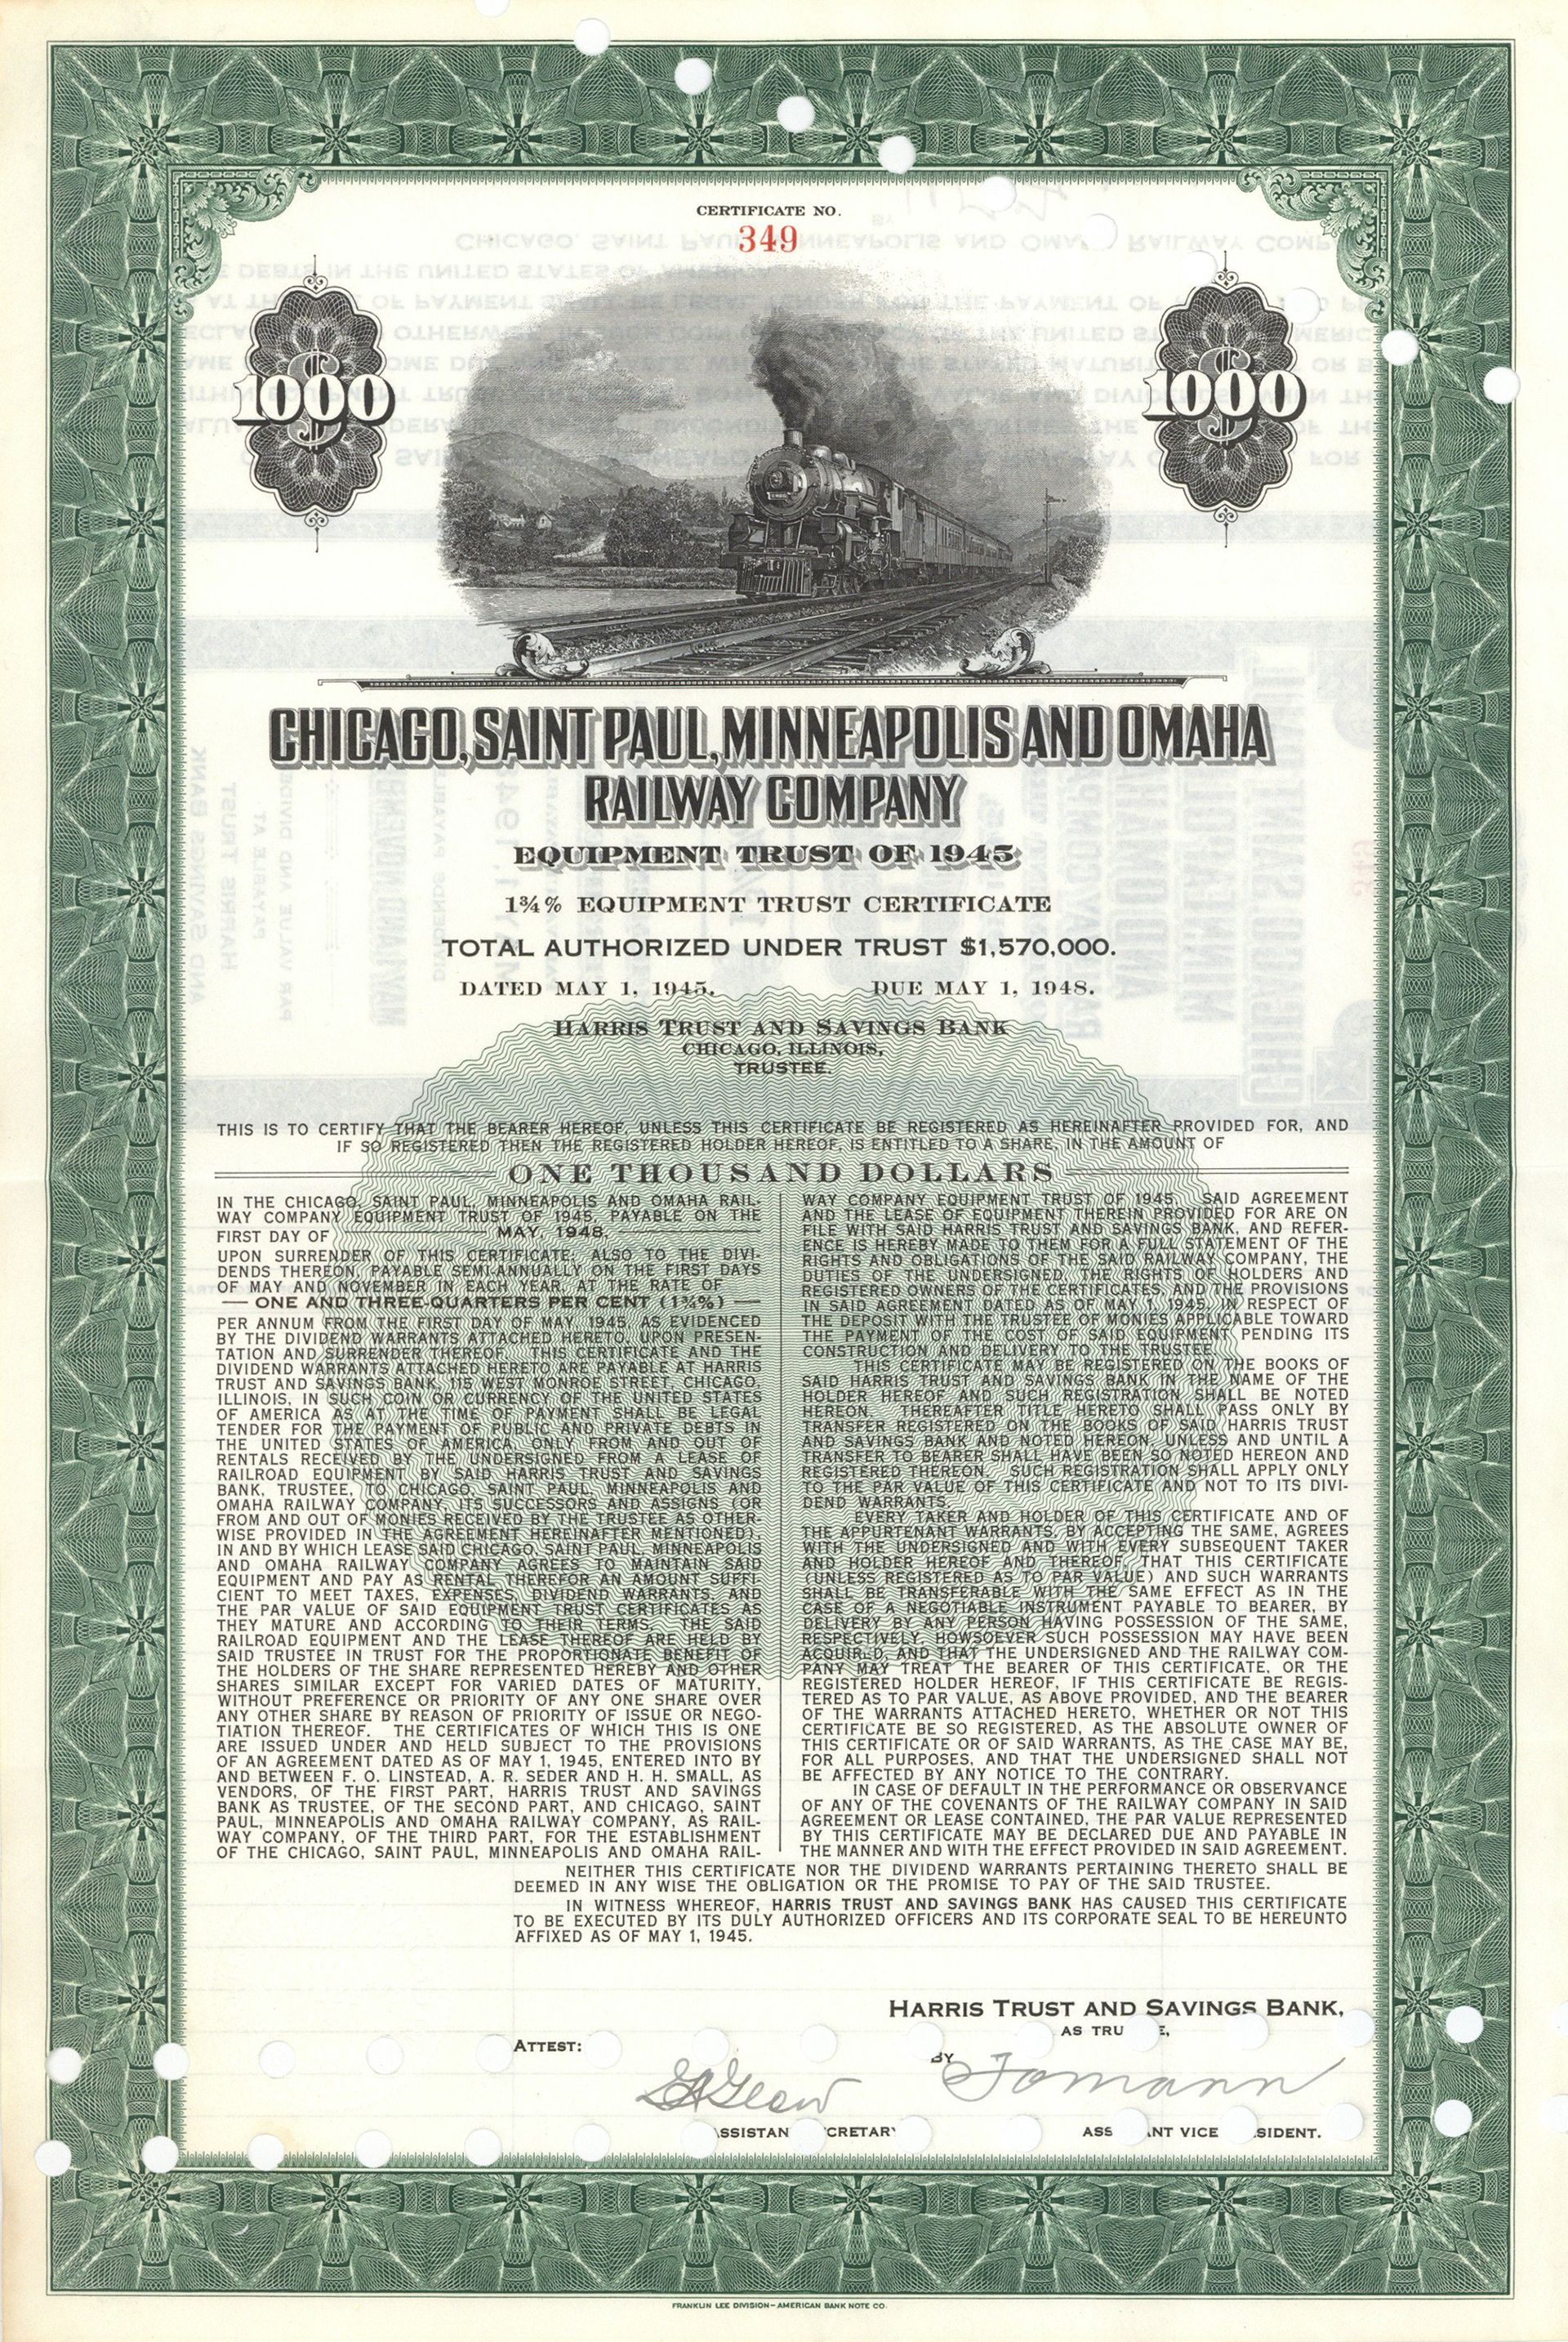 CERTIFICATE NO.
349
$1000
$1000
CHICAGO, SAINT PAUL, MINNEAPOLIS AND OMAHA
RAILWAY COMPANY
EQUIPMENT TRUST OF 1945
1¾% EQUIPMENT TRUST CERTIFICATE
TOTAL AUTHORIZED UNDER TRUST $1,570,000.
DATED MAY 1, 1945. DUE MAY 1, 1948.
HARRIS TRUST AND SAVINGS BANK
CHICAGO, ILLINOIS,
TRUSTEE.
THIS IS TO CERTIFY THAT THE BEARER HEREOF, UNLESS THIS CERTIFICATE BE REGISTERED AS HEREINAFTER PROVIDED FOR, AND
IF SO REGISTERED THEN THE REGISTERED HOLDER HEREOF, IS ENTITLED TO A SHARE, IN THE AMOUNT OF
ONE THOUSAND DOLLARS
IN THE CHICAGO, SAINT PAUL, MINNEAPOLIS AND OMAHA RAIL-
WAY COMPANY EQUIPMENT TRUST OF 1945, PAYABLE ON THE
FIRST DAY OF MAY, 1948,
UPON SURRENDER OF THIS CERTIFICATE; ALSO TO THE DIVI-
DENDS THEREON, PAYABLE SEMI-ANNUALLY ON THE FIRST DAYS
OF MAY AND NOVEMBER IN EACH YEAR, AT THE RATE OF
— ONE AND THREE-QUARTERS PER CENT (1¾%) —
PER ANNUM FROM THE FIRST DAY OF MAY, 1945, AS EVIDENCED
BY THE DIVIDEND WARRANTS ATTACHED HERETO, UPON PRESEN-
TATION AND SURRENDER THEREOF. THIS CERTIFICATE AND THE
DIVIDEND WARRANTS ATTACHED HERETO ARE PAYABLE AT HARRIS
TRUST AND SAVINGS BANK, 115 WEST MONROE STREET, CHICAGO,
ILLINOIS, IN SUCH COIN OR CURRENCY OF THE UNITED STATES
OF AMERICA AS AT THE TIME OF PAYMENT SHALL BE LEGAL
TENDER FOR THE PAYMENT OF PUBLIC AND PRIVATE DEBTS IN
THE UNITED STATES OF AMERICA, ONLY FROM AND OUT OF
RENTALS RECEIVED BY THE UNDERSIGNED FROM A LEASE OF
RAILROAD EQUIPMENT BY SAID HARRIS TRUST AND SAVINGS
BANK, TRUSTEE, TO CHICAGO, SAINT PAUL, MINNEAPOLIS AND
OMAHA RAILWAY COMPANY, ITS SUCCESSORS AND ASSIGNS (OR
FROM AND OUT OF MONIES RECEIVED BY THE TRUSTEE AS OTHER-
WISE PROVIDED IN THE AGREEMENT HEREINAFTER MENTIONED),
IN AND BY WHICH LEASE SAID CHICAGO, SAINT PAUL, MINNEAPOLIS
AND OMAHA RAILWAY COMPANY AGREES TO MAINTAIN SAID
EQUIPMENT AND PAY AS RENTAL THEREFOR AN AMOUNT SUFFI-
CIENT TO MEET TAXES, EXPENSES, DIVIDEND WARRANTS, AND
THE PAR VALUE OF SAID EQUIPMENT TRUST CERTIFICATES AS
THEY MATURE AND ACCORDING TO THEIR TERMS. THE SAID
RAILROAD EQUIPMENT AND THE LEASE THEREOF ARE HELD BY
SAID TRUSTEE IN TRUST FOR THE PROPORTIONATE BENEFIT OF
THE HOLDERS OF THE SHARE REPRESENTED HEREBY AND OTHER
SHARES SIMILAR EXCEPT FOR VARIED DATES OF MATURITY,
WITHOUT PREFERENCE OR PRIORITY OF ANY ONE SHARE OVER
ANY OTHER SHARE BY REASON OF PRIORITY OF ISSUE OR NEGO-
TIATION THEREOF. THE CERTIFICATES OF WHICH THIS IS ONE
ARE ISSUED UNDER AND HELD SUBJECT TO THE PROVISIONS
OF AN AGREEMENT DATED AS OF MAY 1, 1945, ENTERED INTO BY
AND BETWEEN F. O. LINSTEAD, A. R. SEDER AND H. H. SMALL, AS
VENDORS, OF THE FIRST PART, HARRIS TRUST AND SAVINGS
BANK AS TRUSTEE, OF THE SECOND PART, AND CHICAGO, SAINT
PAUL, MINNEAPOLIS AND OMAHA RAILWAY COMPANY, AS RAIL-
WAY COMPANY, OF THE THIRD PART, FOR THE ESTABLISHMENT
OF THE CHICAGO, SAINT PAUL, MINNEAPOLIS AND OMAHA RAIL-
WAY COMPANY EQUIPMENT TRUST OF 1945. SAID AGREEMENT
AND THE LEASE OF EQUIPMENT THEREIN PROVIDED FOR ARE ON
FILE WITH SAID HARRIS TRUST AND SAVINGS BANK, AND REFER-
ENCE IS HEREBY MADE TO THEM FOR A FULL STATEMENT OF THE
RIGHTS AND OBLIGATIONS OF THE SAID RAILWAY COMPANY, THE
DUTIES OF THE UNDERSIGNED, THE RIGHTS OF HOLDERS AND
REGISTERED OWNERS OF THE CERTIFICATES, AND THE PROVISIONS
IN SAID AGREEMENT DATED AS OF MAY 1, 1945, IN RESPECT OF
THE DEPOSIT WITH THE TRUSTEE OF MONIES APPLICABLE TOWARD
THE PAYMENT OF THE COST OF SAID EQUIPMENT PENDING ITS
CONSTRUCTION AND DELIVERY TO THE TRUSTEE.
THIS CERTIFICATE MAY BE REGISTERED ON THE BOOKS OF
SAID HARRIS TRUST AND SAVINGS BANK IN THE NAME OF THE
HOLDER HEREOF AND SUCH REGISTRATION SHALL BE NOTED
HEREON. THEREAFTER TITLE HERETO SHALL PASS ONLY BY
TRANSFER REGISTERED ON THE BOOKS OF SAID HARRIS TRUST
AND SAVINGS BANK AND NOTED HEREON, UNLESS AND UNTIL A
TRANSFER TO BEARER SHALL HAVE BEEN SO NOTED HEREON AND
REGISTERED THEREON. SUCH REGISTRATION SHALL APPLY ONLY
TO THE PAR VALUE OF THIS CERTIFICATE AND NOT TO ITS DIVI-
DEND WARRANTS.
EVERY TAKER AND HOLDER OF THIS CERTIFICATE AND OF
THE APPURTENANT WARRANTS, BY ACCEPTING THE SAME, AGREES
WITH THE UNDERSIGNED AND WITH EVERY SUBSEQUENT TAKER
AND HOLDER HEREOF AND THEREOF, THAT THIS CERTIFICATE
(UNLESS REGISTERED AS TO PAR VALUE) AND SUCH WARRANTS
SHALL BE TRANSFERABLE WITH THE SAME EFFECT AS IN THE
CASE OF A NEGOTIABLE INSTRUMENT PAYABLE TO BEARER, BY
DELIVERY BY ANY PERSON HAVING POSSESSION OF THE SAME,
RESPECTIVELY, HOWSOEVER SUCH POSSESSION MAY HAVE BEEN
ACQUIRED, AND THAT THE UNDERSIGNED AND THE RAILWAY COM-
PANY MAY TREAT THE BEARER OF THIS CERTIFICATE, OR THE
REGISTERED HOLDER HEREOF, IF THIS CERTIFICATE BE REGIS-
TERED AS TO PAR VALUE, AS ABOVE PROVIDED, AND THE BEARER
OF THE WARRANTS ATTACHED HERETO, WHETHER OR NOT THIS
CERTIFICATE BE SO REGISTERED, AS THE ABSOLUTE OWNER OF
THIS CERTIFICATE OR OF SAID WARRANTS, AS THE CASE MAY BE,
FOR ALL PURPOSES, AND THAT THE UNDERSIGNED SHALL NOT
BE AFFECTED BY ANY NOTICE TO THE CONTRARY.
IN CASE OF DEFAULT IN THE PERFORMANCE OR OBSERVANCE
OF ANY OF THE COVENANTS OF THE RAILWAY COMPANY IN SAID
AGREEMENT OR LEASE CONTAINED, THE PAR VALUE REPRESENTED
BY THIS CERTIFICATE MAY BE DECLARED DUE AND PAYABLE IN
THE MANNER AND WITH THE EFFECT PROVIDED IN SAID AGREEMENT.
NEITHER THIS CERTIFICATE NOR THE DIVIDEND WARRANTS PERTAINING THERETO SHALL BE
DEEMED IN ANY WISE THE OBLIGATION OR THE PROMISE TO PAY OF THE SAID TRUSTEE.
IN WITNESS WHEREOF, HARRIS TRUST AND SAVINGS BANK HAS CAUSED THIS CERTIFICATE
TO BE EXECUTED BY ITS DULY AUTHORIZED OFFICERS AND ITS CORPORATE SEAL TO BE HEREUNTO
AFFIXED AS OF MAY 1, 1945.
HARRIS TRUST AND SAVINGS BANK,
AS TRU E,
ATTEST:
BY
ASSISTAN CRETAR
ASS NT VICE SIDENT.
FRANKLIN LEE DIVISION—AMERICAN BANK NOTE CO.